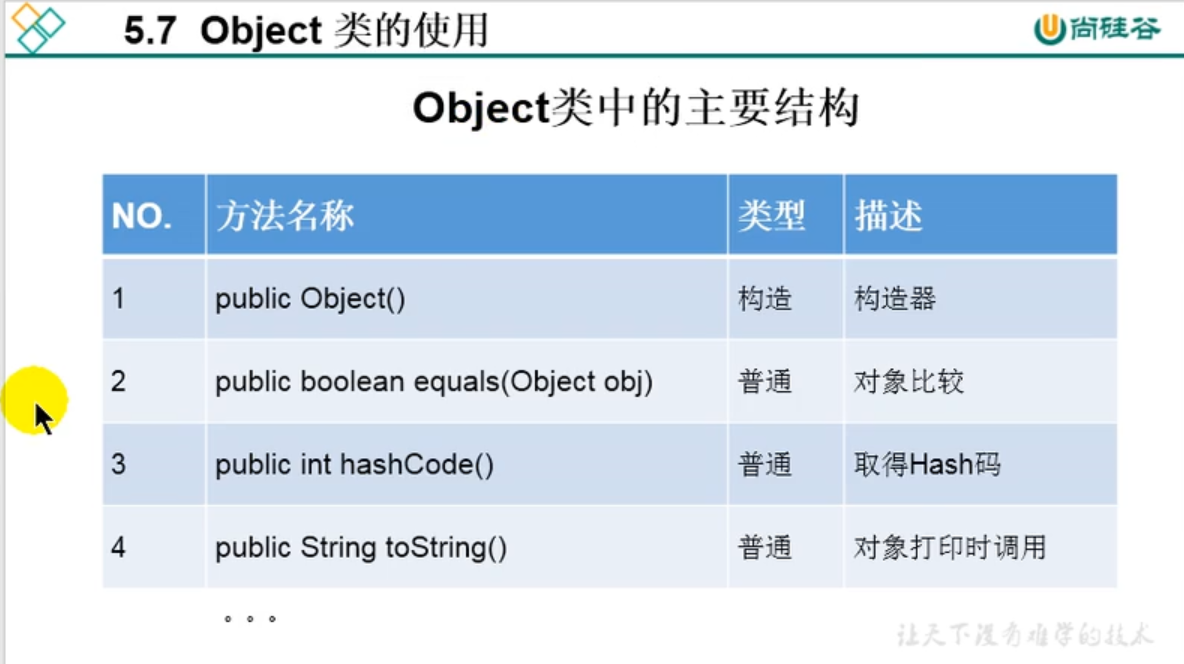 5.7 Object 类的使用
尚硅谷
Object类中的主要结构
NO. 方法名称 类型 描述
1 public Object() 构造 构造器
2 public boolean equals(Object obj) 普通 对象比较
3 public int hashCode() 普通 取得Hash码
4 public String toString() 普通 对象打印时调用
。。。
让天下没有难学的技术